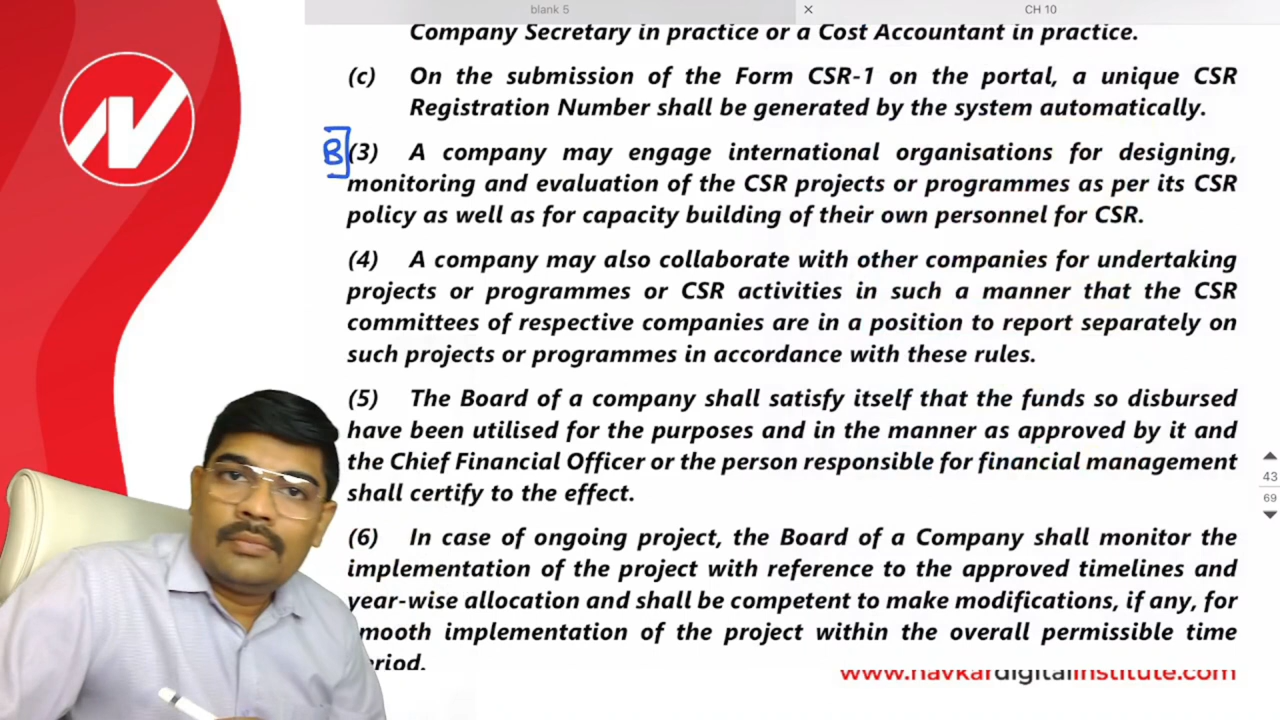 blank 5
× CH 10
Company Secretary in practice or a Cost Accountant in practice.
(c) On the submission of the Form CSR-1 on the portal, a unique CSR
Registration Number shall be generated by the system automatically.
B (3) A company may engage international organisations for designing,
monitoring and evaluation of the CSR projects or programmes as per its CSR
policy as well as for capacity building of their own personnel for CSR.
(4) A company may also collaborate with other companies for undertaking
projects or programmes or CSR activities in such a manner that the CSR
committees of respective companies are in a position to report separately on
such projects or programmes in accordance with these rules.
(5) The Board of a company shall satisfy itself that the funds so disbursed
have been utilised for the purposes and in the manner as approved by it and
the Chief Financial Officer or the person responsible for financial management
shall certify to the effect.
43
69
(6) In case of ongoing project, the Board of a Company shall monitor the
implementation of the project with reference to the approved timelines and
year-wise allocation and shall be competent to make modifications, if any, for
mooth implementation of the project within the overall permissible time
eriod.
www.navkardigitalinstitute.com